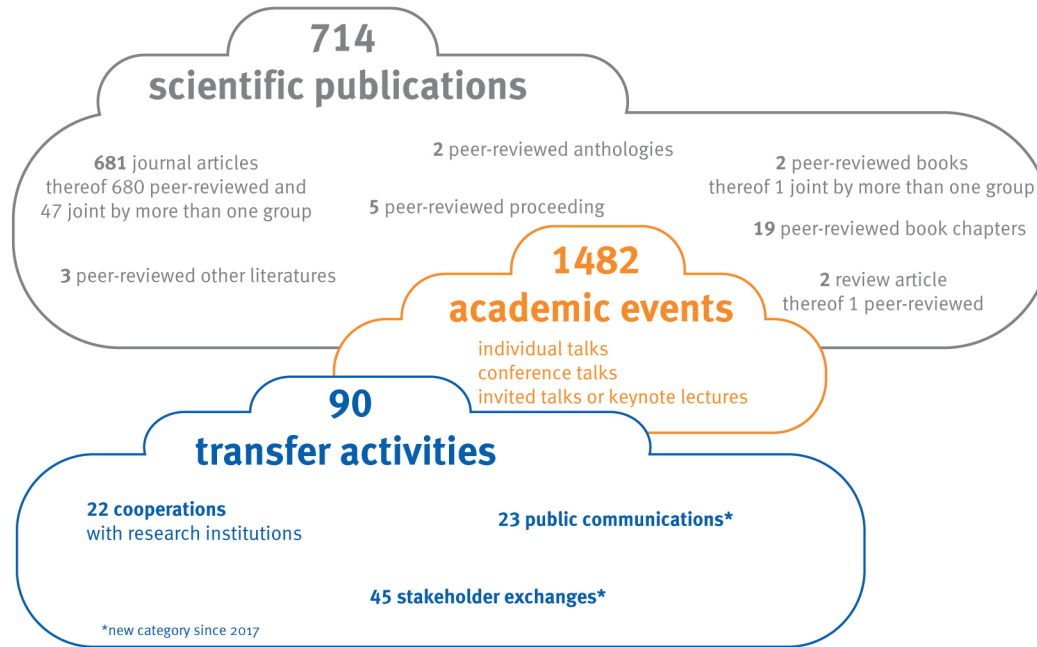 714
scientific publications
681 journal articles
thereof 680 peer-reviewed and
47 joint by more than one group
2 peer-reviewed anthologies
2 peer-reviewed books
thereof 1 joint by more than one group
5 peer-reviewed proceeding
19 peer-reviewed book chapters
3 peer-reviewed other literatures
2 review article
thereof 1 peer-reviewed
1482
academic events
individual talks
conference talks
invited talks or keynote lectures
90
transfer activities
22 cooperations
with research institutions
23 public communications*
45 stakeholder exchanges*
*new category since 2017